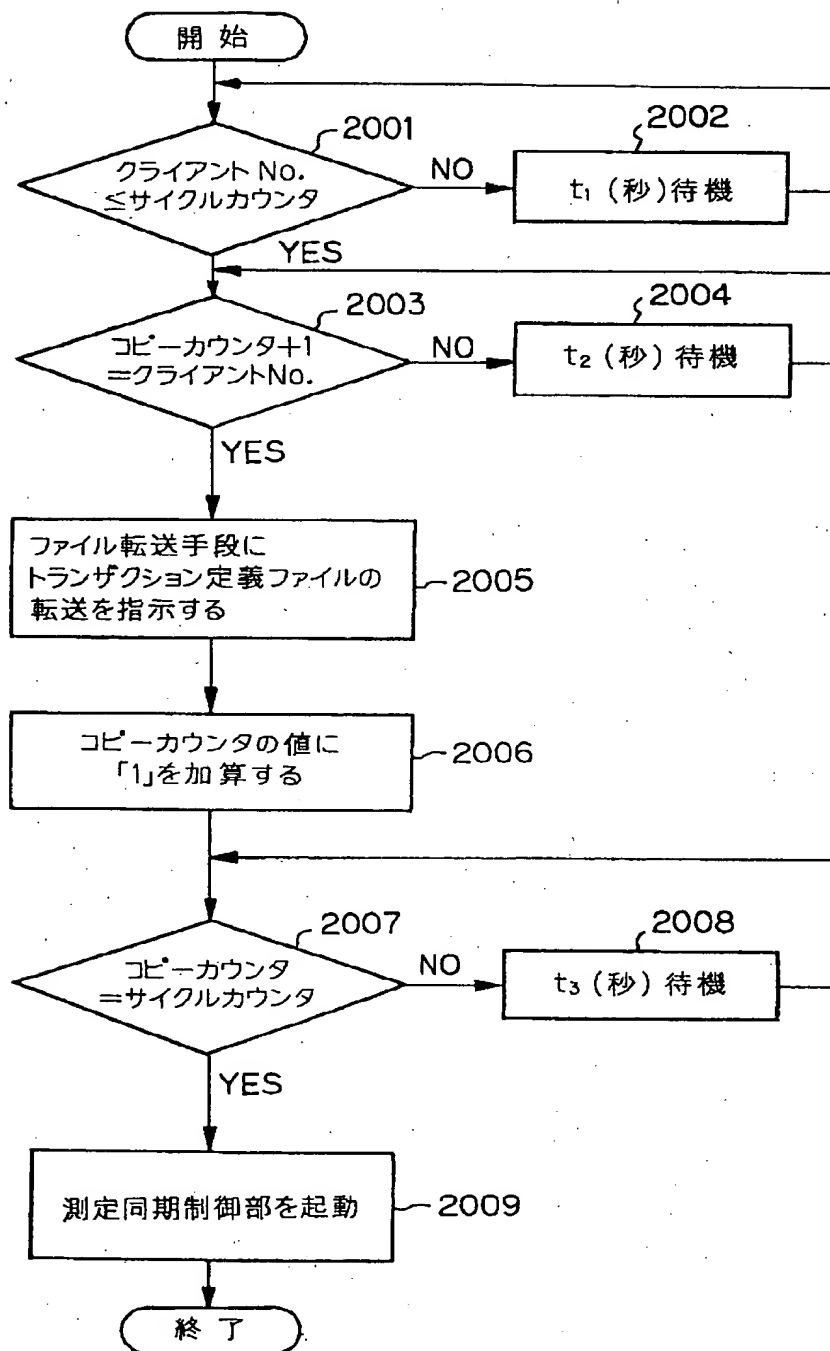 開始
2001
クライアント No.
≤サイクルカウンタ
NO
2002
t₁ (秒) 待機
YES
2003
コピーカウンタ+1
=クライアントNo.
NO
2004
t₂ (秒) 待機
YES
ファイル転送手段に
トランザクション定義ファイルの
転送を指示する
2005
コピーカウンタの値に
「1」を加算する
2006
2007
コピーカウンタ
=サイクルカウンタ
NO
2008
t₃ (秒) 待機
YES
測定同期制御部を起動
2009
終了